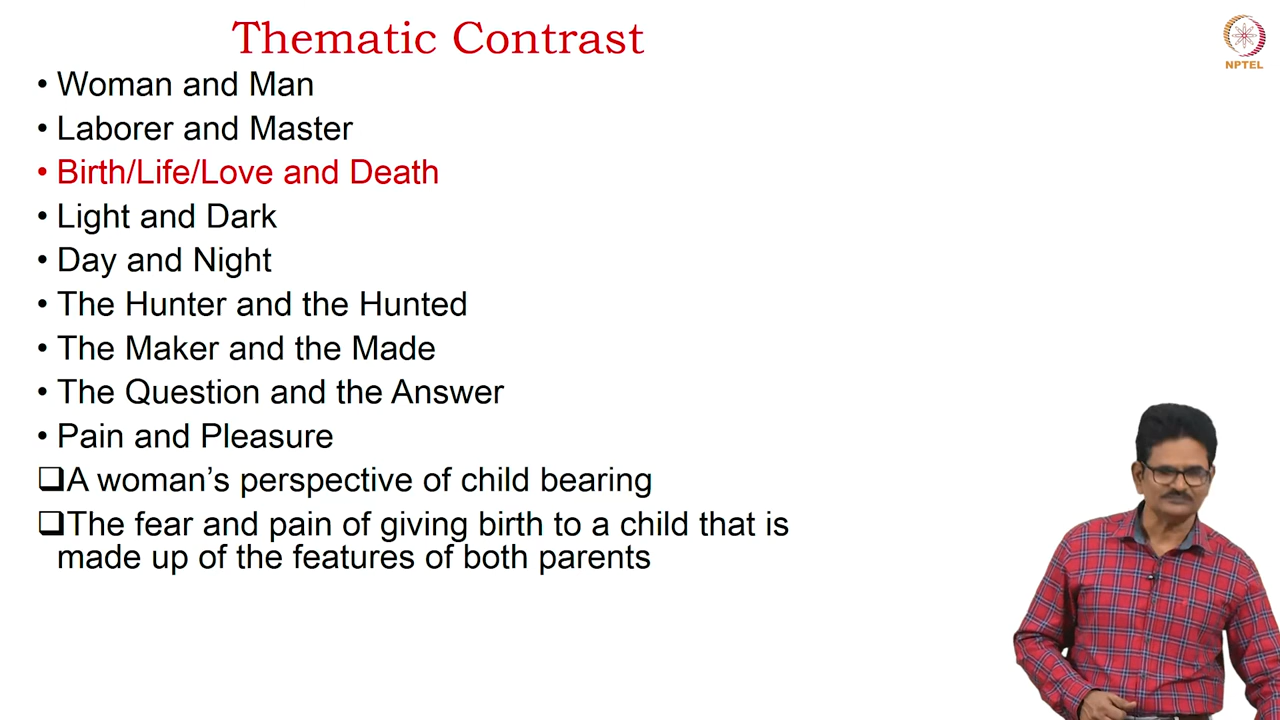 Thematic Contrast
NPTEL
• Woman and Man
• Laborer and Master
• Birth/Life/Love and Death
• Light and Dark
• Day and Night
• The Hunter and the Hunted
• The Maker and the Made
• The Question and the Answer
• Pain and Pleasure
❑A woman’s perspective of child bearing
❑The fear and pain of giving birth to a child that is
made up of the features of both parents